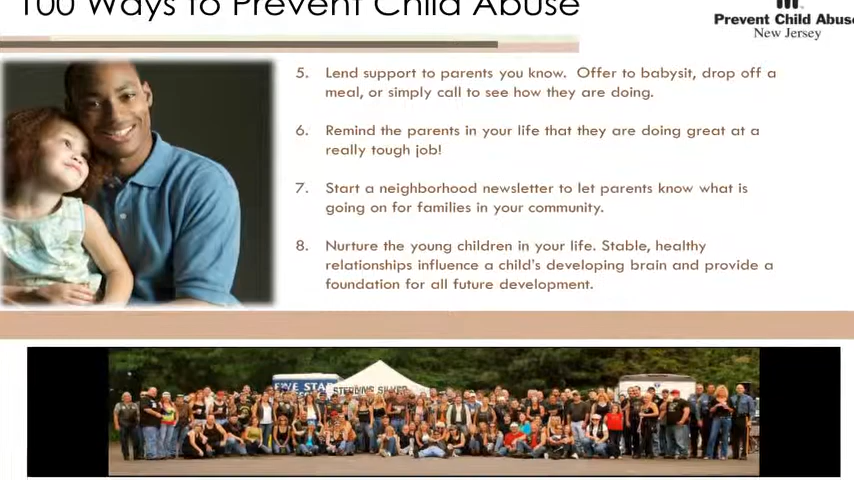 100 Ways to Prevent Child Abuse
Prevent Child Abuse
New Jersey
5. Lend support to parents you know. Offer to babysit, drop off a
meal, or simply call to see how they are doing.
6. Remind the parents in your life that they are doing great at a
really tough job!
7. Start a neighborhood newsletter to let parents know what is
going on for families in your community.
8. Nurture the young children in your life. Stable, healthy
relationships influence a child's developing brain and provide a
foundation for all future development.
STERLING SILVER